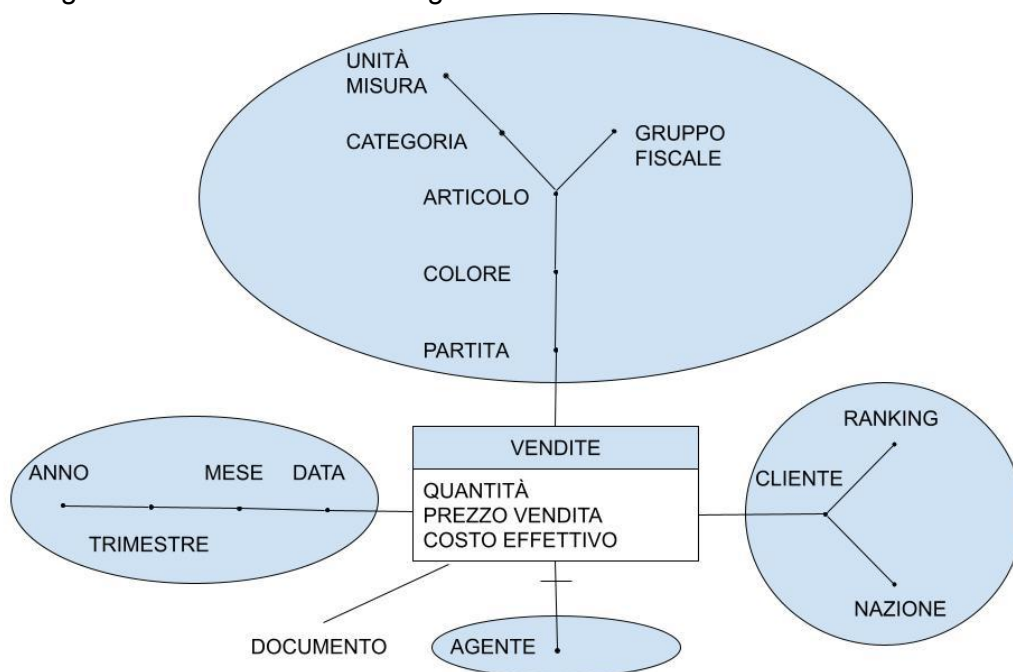 UNITÀ
MISURA
CATEGORIA
GRUPPO
FISCALE
ARTICOLO
COLORE
PARTITA
VENDITE
QUANTITÀ
PREZZO VENDITA
COSTO EFFETTIVO
ANNO
MESE
DATA
TRIMESTRE
RANKING
CLIENTE
NAZIONE
DOCUMENTO
AGENTE